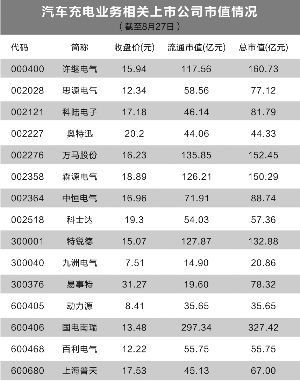 汽车充电业务相关上市公司市值情况
（截至8月27日）
代码 简称 收盘价(元) 流通市值(亿元) 总市值(亿元)
000400 许继电气 15.94 117.56 160.73
002028 思源电气 12.34 58.56 77.12
002121 科陆电子 17.18 46.14 81.79
002227 奥特迅 20.2 44.06 44.33
002276 万马股份 16.23 135.85 152.45
002358 森源电气 18.89 126.21 150.29
002364 中恒电气 16.96 71.91 88.74
002518 科士达 19.3 54.03 57.36
300001 特锐德 15.07 127.87 132.88
300040 九洲电气 7.51 14.90 20.86
300376 易事特 31.27 19.60 78.32
600405 动力源 8.41 35.65 35.65
600406 国电南瑞 13.48 297.34 327.42
600468 百利电气 12.22 55.75 55.75
600680 上海普天 17.53 45.13 67.00